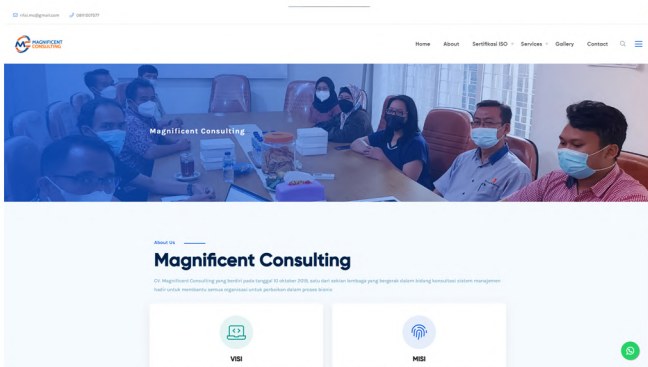 0811507077
MAGNIFICENT
CONSULTING
Home About Sertifikasi ISO Services Gallery Contact
Magnificent Consulting
About Us
Magnificent Consulting
CV. Magnificent Consulting yang berdiri pada tanggal 10 oktober 2019, satu dari sekian lembaga yang bergerak dalam bidang konsultasi sistem manajemen
hadir untuk membantu semua organisasi untuk perbaikan dalam proses bisnis
VISI
MISI